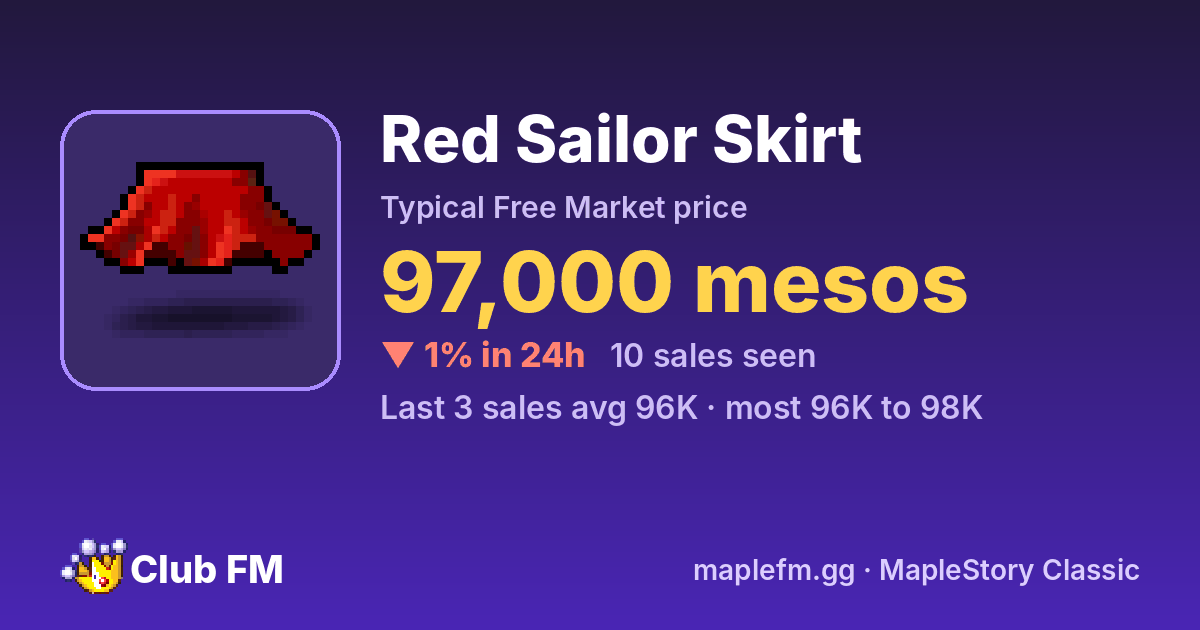 Red Sailor Skirt
Typical Free Market price
97,000 mesos
▼ 1% in 24h 10 sales seen
Last 3 sales avg 96K · most 96K to 98K
Club FM
maplefm.gg · MapleStory Classic